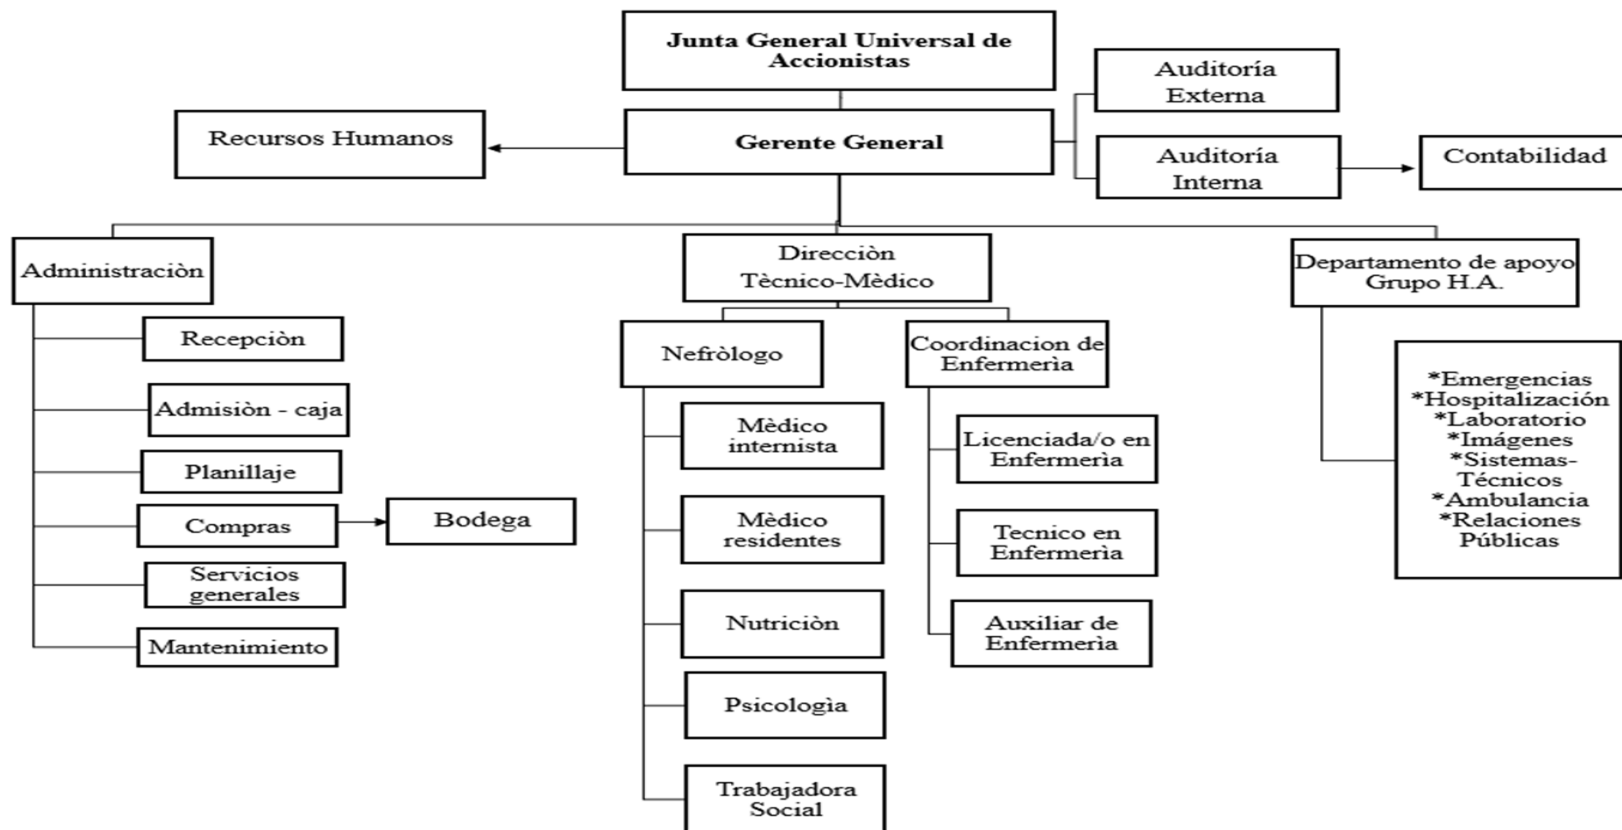 Junta General Universal de
Accionistas
Auditoría
Externa
Recursos Humanos
Gerente General
Auditoría
Interna
Contabilidad
Administraciòn
Direcciòn
Tècnico-Mèdico
Departamento de apoyo
Grupo H.A.
Recepciòn
Admisiòn - caja
Planillaje
Compras
Bodega
Servicios
generales
Mantenimiento
Nefròlogo
Mèdico
internista
Mèdico
residentes
Nutriciòn
Psicologìa
Trabajadora
Social
Coordinacion de
Enfermerìa
Licenciada/o en
Enfermerìa
Tecnico en
Enfermerìa
Auxiliar de
Enfermerìa
*Emergencias
*Hospitalización
*Laboratorio
*Imágenes
*Sistemas-
Técnicos
*Ambulancia
*Relaciones
Públicas